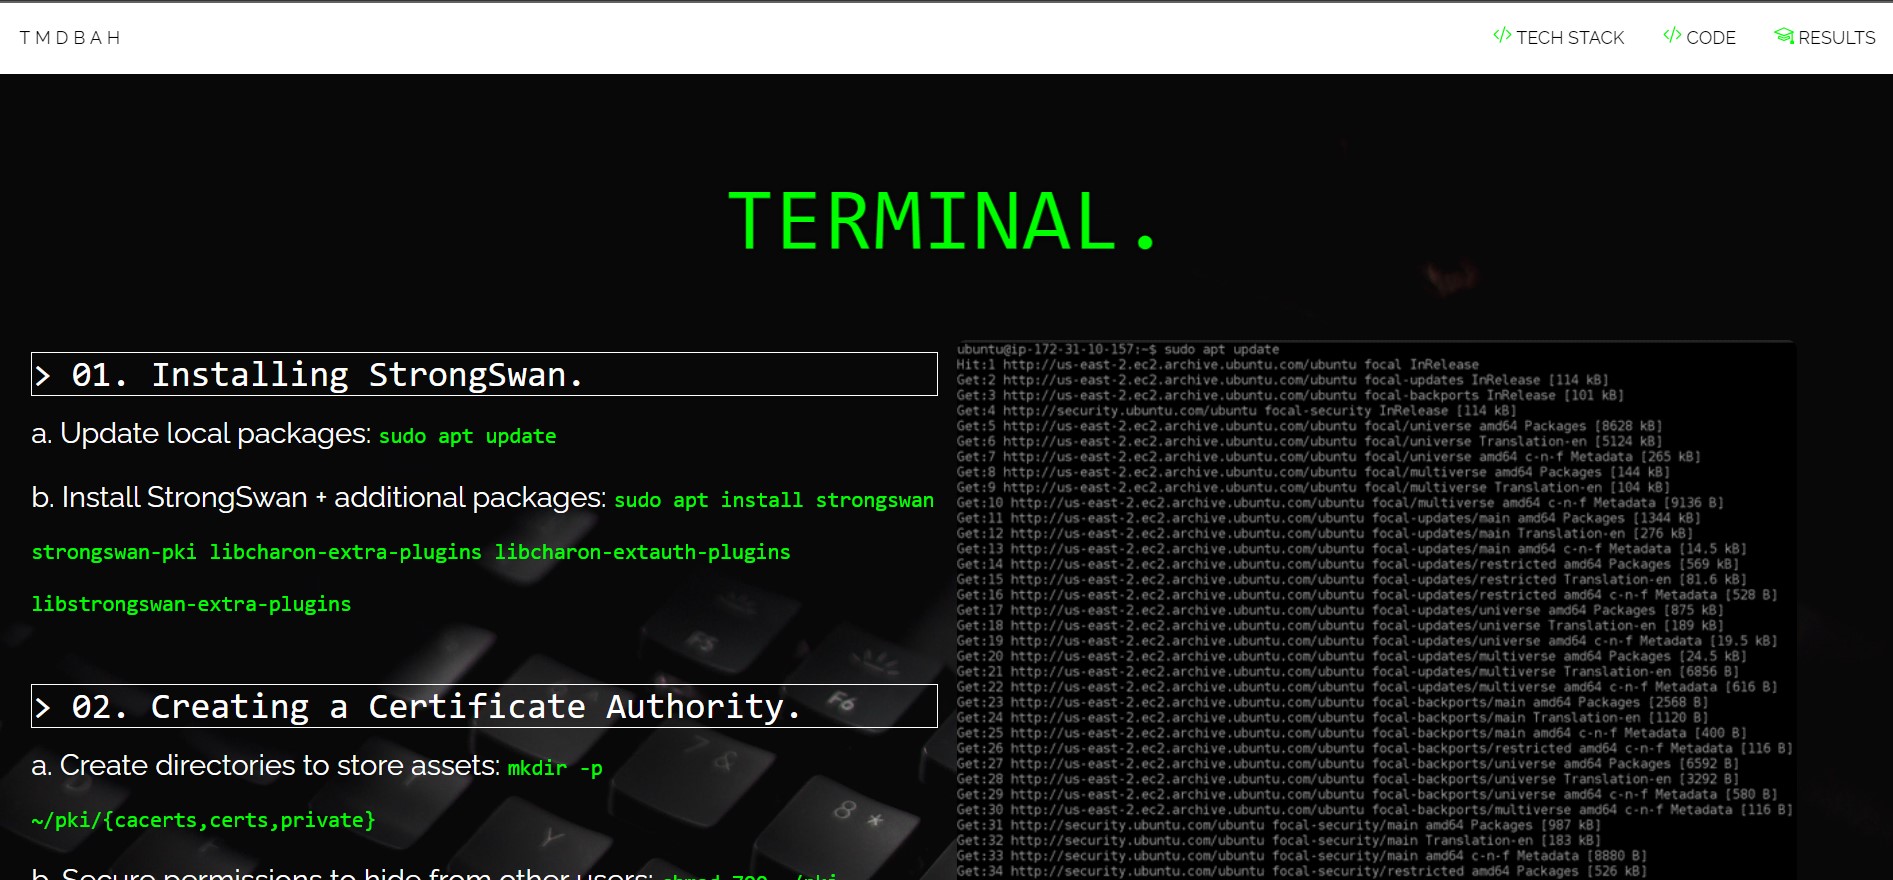 TMDBAH
TECH STACK
CODE
RESULTS
TERMINAL.
> 01. Installing StrongSwan.
a. Update local packages: sudo apt update
b. Install StrongSwan + additional packages: sudo apt install strongswan
strongswan-pki libcharon-extra-plugins libcharon-extauth-plugins
libstrongswan-extra-plugins
> 02. Creating a Certificate Authority.
a. Create directories to store assets: mkdir -p
~/pki/{cacerts,certs,private}
b. Secure permissions to hide from other users: chmod 700 ~/pki
ubuntu@ip-172-31-10-157:~$ sudo apt update
Hit:1 http://us-east-2.ec2.archive.ubuntu.com/ubuntu focal InRelease
Get:2 http://us-east-2.ec2.archive.ubuntu.com/ubuntu focal-updates InRelease [114 kB]
Get:3 http://us-east-2.ec2.archive.ubuntu.com/ubuntu focal-backports InRelease [101 kB]
Get:4 http://security.ubuntu.com/ubuntu focal-security InRelease [114 kB]
Get:5 http://us-east-2.ec2.archive.ubuntu.com/ubuntu focal/universe amd64 Packages [8628 kB]
Get:6 http://us-east-2.ec2.archive.ubuntu.com/ubuntu focal/universe Translation-en [5124 kB]
Get:7 http://us-east-2.ec2.archive.ubuntu.com/ubuntu focal/universe amd64 c-n-f Metadata [265 kB]
Get:8 http://us-east-2.ec2.archive.ubuntu.com/ubuntu focal/multiverse amd64 Packages [144 kB]
Get:9 http://us-east-2.ec2.archive.ubuntu.com/ubuntu focal/multiverse Translation-en [104 kB]
Get:10 http://us-east-2.ec2.archive.ubuntu.com/ubuntu focal/multiverse amd64 c-n-f Metadata [9136 B]
Get:11 http://us-east-2.ec2.archive.ubuntu.com/ubuntu focal-updates/main amd64 Packages [1344 kB]
Get:12 http://us-east-2.ec2.archive.ubuntu.com/ubuntu focal-updates/main Translation-en [276 kB]
Get:13 http://us-east-2.ec2.archive.ubuntu.com/ubuntu focal-updates/main amd64 c-n-f Metadata [14.5 kB]
Get:14 http://us-east-2.ec2.archive.ubuntu.com/ubuntu focal-updates/restricted amd64 Packages [569 kB]
Get:15 http://us-east-2.ec2.archive.ubuntu.com/ubuntu focal-updates/restricted Translation-en [81.6 kB]
Get:16 http://us-east-2.ec2.archive.ubuntu.com/ubuntu focal-updates/restricted amd64 c-n-f Metadata [528 B]
Get:17 http://us-east-2.ec2.archive.ubuntu.com/ubuntu focal-updates/universe amd64 Packages [875 kB]
Get:18 http://us-east-2.ec2.archive.ubuntu.com/ubuntu focal-updates/universe Translation-en [189 kB]
Get:19 http://us-east-2.ec2.archive.ubuntu.com/ubuntu focal-updates/universe amd64 c-n-f Metadata [19.5 kB]
Get:20 http://us-east-2.ec2.archive.ubuntu.com/ubuntu focal-updates/multiverse amd64 Packages [24.5 kB]
Get:21 http://us-east-2.ec2.archive.ubuntu.com/ubuntu focal-updates/multiverse Translation-en [6856 B]
Get:22 http://us-east-2.ec2.archive.ubuntu.com/ubuntu focal-updates/multiverse amd64 c-n-f Metadata [616 B]
Get:23 http://us-east-2.ec2.archive.ubuntu.com/ubuntu focal-backports/main amd64 Packages [2568 B]
Get:24 http://us-east-2.ec2.archive.ubuntu.com/ubuntu focal-backports/main Translation-en [1120 B]
Get:25 http://us-east-2.ec2.archive.ubuntu.com/ubuntu focal-backports/main amd64 c-n-f Metadata [400 B]
Get:26 http://us-east-2.ec2.archive.ubuntu.com/ubuntu focal-backports/restricted amd64 c-n-f Metadata [116 B]
Get:27 http://us-east-2.ec2.archive.ubuntu.com/ubuntu focal-backports/universe amd64 Packages [6592 B]
Get:28 http://us-east-2.ec2.archive.ubuntu.com/ubuntu focal-backports/universe Translation-en [3292 B]
Get:29 http://us-east-2.ec2.archive.ubuntu.com/ubuntu focal-backports/universe amd64 c-n-f Metadata [580 B]
Get:30 http://us-east-2.ec2.archive.ubuntu.com/ubuntu focal-backports/multiverse amd64 c-n-f Metadata [116 B]
Get:31 http://security.ubuntu.com/ubuntu focal-security/main amd64 Packages [987 kB]
Get:32 http://security.ubuntu.com/ubuntu focal-security/main Translation-en [183 kB]
Get:33 http://security.ubuntu.com/ubuntu focal-security/main amd64 c-n-f Metadata [8880 B]
Get:34 http://security.ubuntu.com/ubuntu focal-security/restricted amd64 Packages [526 kB]
F5
F6
7 &
8 *
Y